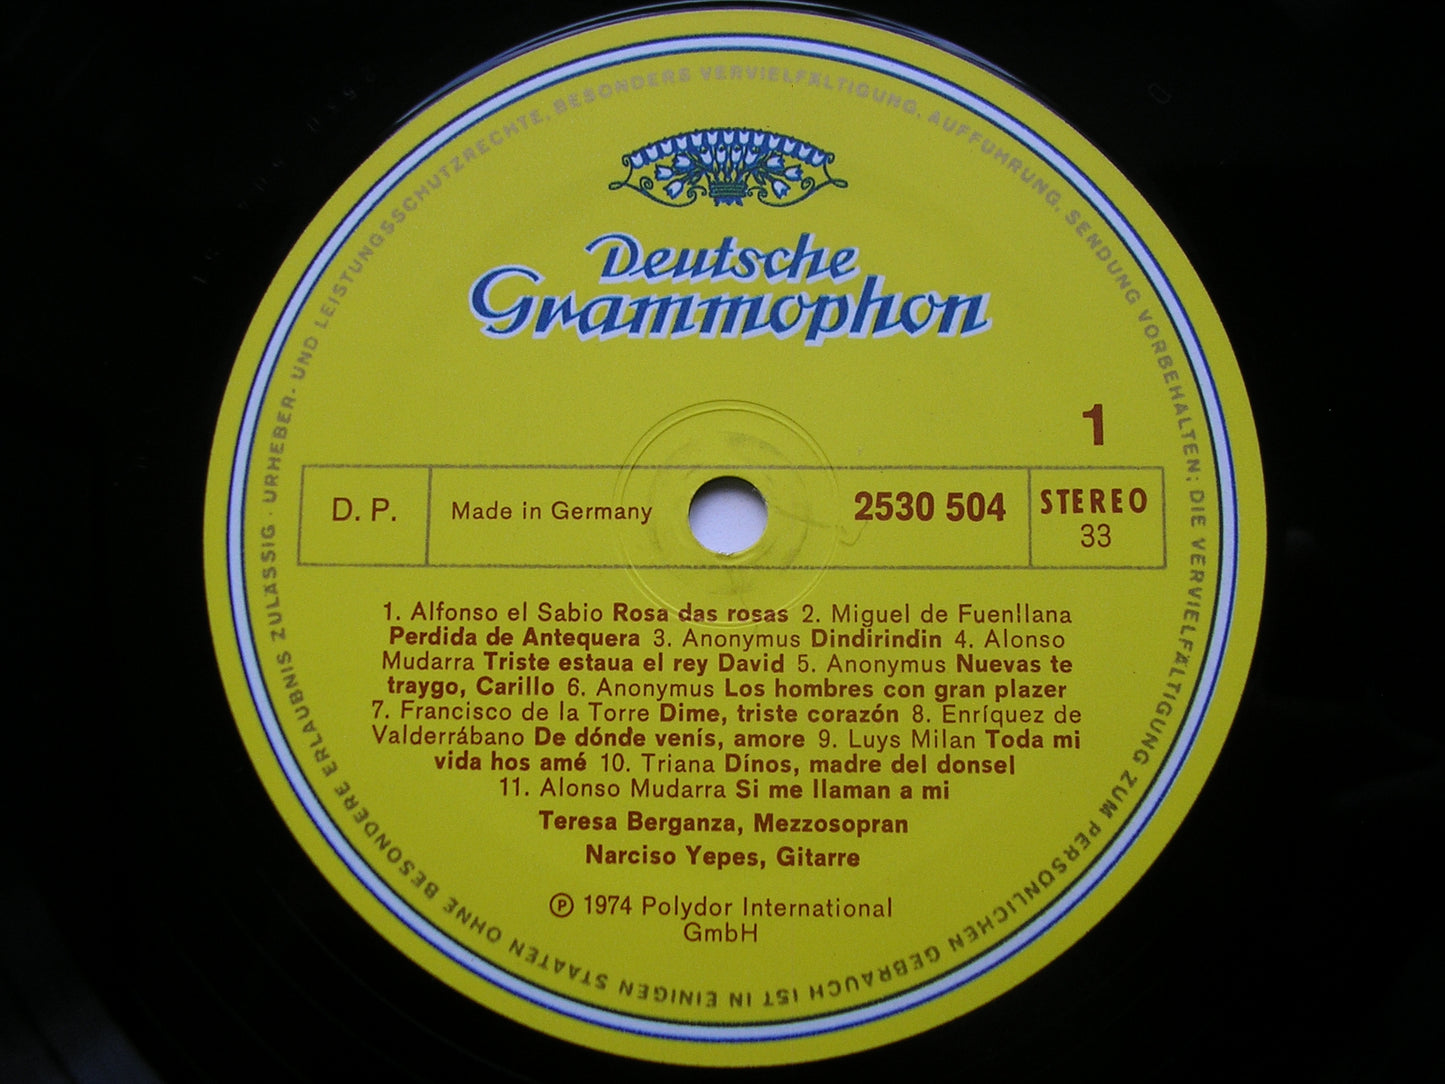 Deutsche
Grammophon
1
D. P.
Made in Germany
2530 504
STEREO
33
1. Alfonso el Sabio Rosa das rosas 2. Miguel de Fuenllana
Perdida de Antequera 3. Anonymus Dindirindin 4. Alonso
Mudarra Triste estaua el rey David 5. Anonymus Nuevas te
traygo, Carillo 6. Anonymus Los hombres con gran plazer
7. Francisco de la Torre Dime, triste corazón 8. Enríquez de
Valderrábano De dónde venís, amore 9. Luys Milan Toda mi
vida hos amé 10. Triana Dínos, madre del donsel
11. Alonso Mudarra Si me llaman a mi
Teresa Berganza, Mezzosopran
Narciso Yepes, Gitarre
℗ 1974 Polydor International
GmbH
URHEBER- UND LEISTUNGSSCHUTZRECHTE, BESONDERS VERVIELFÄLTIGUNG, AUFFÜHRUNG, SENDUNG VORBEHALTEN; DIE VERVIELFÄLTIGUNG ZUM PERSÖNLICHEN GEBRAUCH IST IN EINIGEN STAATEN OHNE BESONDERE ERLAUBNIS ZULÄSSIG ·